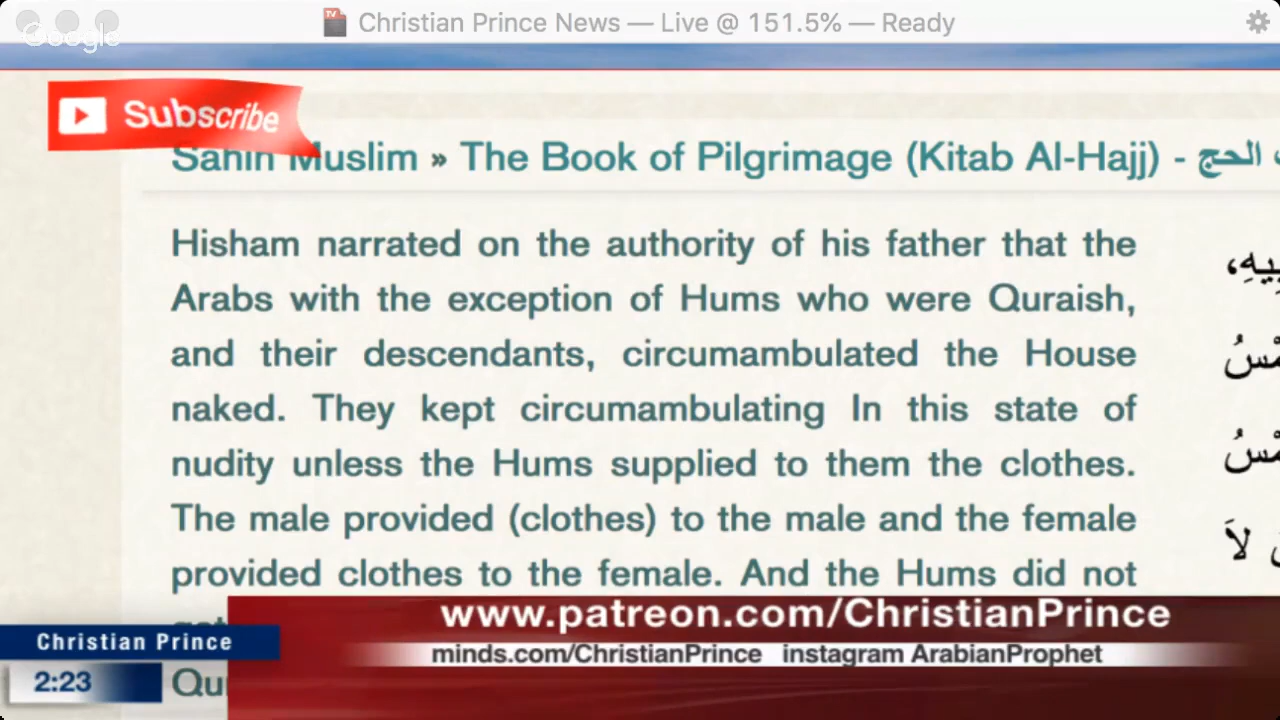 Christian Prince News — Live @ 151.5% — Ready
Google
Subscribe
Sahih Muslim » The Book of Pilgrimage (Kitab Al-Hajj) - الحج
Hisham narrated on the authority of his father that the
Arabs with the exception of Hums who were Quraish,
and their descendants, circumambulated the House
naked. They kept circumambulating In this state of
nudity unless the Hums supplied to them the clothes.
The male provided (clothes) to the male and the female
provided clothes to the female. And the Hums did not
www.patreon.com/ChristianPrince
Christian Prince
minds.com/ChristianPrince instagram ArabianProphet
2:23